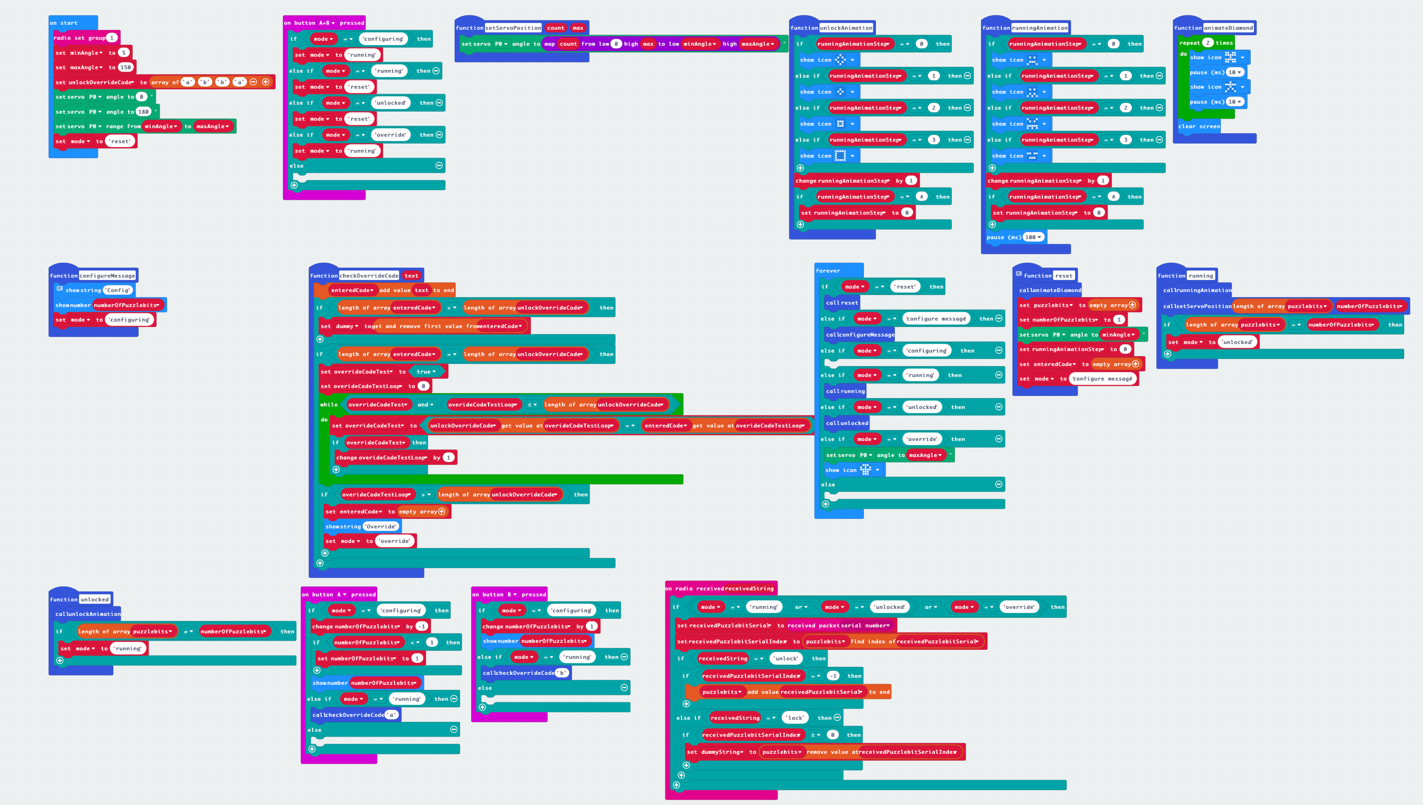 on start
radio set group 1
set minAngle to 5
set maxAngle to 150
set unlockOverrideCode to array of 'a' 'b' 'b' 'a'
set servo P0 angle to 0 °
set servo P0 angle to 180 °
set servo P0 range from minAngle to maxAngle
set mode to 'reset'
on button A+B pressed
if mode = 'configuring' then
set mode to 'running'
else if mode = 'running' then
set mode to 'reset'
else if mode = 'unlocked' then
set mode to 'reset'
else if mode = 'override' then
set mode to 'running'
else
function setServoPosition count max
set servo P0 angle to map count from low 0 high max to low minAngle high maxAngle °
function unlockAnimation
if runningAnimationStep = 0 then
show icon
else if runningAnimationStep = 1 then
show icon
else if runningAnimationStep = 2 then
show icon
else if runningAnimationStep = 3 then
show icon
change runningAnimationStep by 1
if runningAnimationStep = 4 then
set runningAnimationStep to 0
function runningAnimation
if runningAnimationStep = 0 then
show icon
else if runningAnimationStep = 1 then
show icon
else if runningAnimationStep = 2 then
show icon
else if runningAnimationStep = 3 then
show icon
change runningAnimationStep by 1
if runningAnimationStep = 4 then
set runningAnimationStep to 0
pause (ms) 100
function animateDiamond
repeat 2 times
do show icon
pause (ms) 10
show icon
pause (ms) 10
clear screen
function configureMessage
show string 'Config'
show number numberOfPuzzlebits
set mode to 'configuring'
function checkOverrideCode text
enteredCode add value text to end
if length of array enteredCode > length of array unlockOverrideCode then
set dummy to get and remove first value from enteredCode
if length of array enteredCode = length of array unlockOverrideCode then
set overrideCodeTest to true
set overideCodeTestLoop to 0
while overrideCodeTest and overideCodeTestLoop ≤ length of array unlockOverrideCode
do set overrideCodeTest to unlockOverrideCode get value at overideCodeTestLoop = enteredCode get value at overideCodeTestLoop
if overrideCodeTest then
change overideCodeTestLoop by 1
if overideCodeTestLoop > length of array unlockOverrideCode then
set enteredCode to empty array
show string 'Override'
set mode to 'override'
forever
if mode = 'reset' then
call reset
else if mode = 'configure message' then
call configureMessage
else if mode = 'configuring' then
else if mode = 'running' then
call running
else if mode = 'unlocked' then
call unlocked
else if mode = 'override' then
set servo P0 angle to maxAngle °
show icon
else
function reset
call animateDiamond
set puzzlebits to empty array
set numberOfPuzzlebits to 1
set servo P0 angle to minAngle °
set runningAnimationStep to 0
set enteredCode to empty array
set mode to 'configure message'
function running
call runningAnimation
call setServoPosition length of array puzzlebits numberOfPuzzlebits
if length of array puzzlebits = numberOfPuzzlebits then
set mode to 'unlocked'
function unlocked
call unlockAnimation
if length of array puzzlebits ≠ numberOfPuzzlebits then
set mode to 'running'
on button A pressed
if mode = 'configuring' then
change numberOfPuzzlebits by -1
if numberOfPuzzlebits < 1 then
set numberOfPuzzlebits to 1
show number numberOfPuzzlebits
else if mode = 'running' then
call checkOverrideCode 'a'
else
on button B pressed
if mode = 'configuring' then
change numberOfPuzzlebits by 1
show number numberOfPuzzlebits
else if mode = 'running' then
call checkOverrideCode 'b'
else
on radio received receivedString
if mode = 'running' or mode = 'unlocked' or mode = 'override' then
set receivedPuzzlebitSerial to received packet serial number
set receivedPuzzlebitSerialIndex to puzzlebits find index of receivedPuzzlebitSerial
if receivedString = 'unlock' then
if receivedPuzzlebitSerialIndex = -1 then
puzzlebits add value receivedPuzzlebitSerial to end
else if receivedString = 'lock' then
if receivedPuzzlebitSerialIndex ≥ 0 then
set dummyString to puzzlebits remove value at receivedPuzzlebitSerialIndex